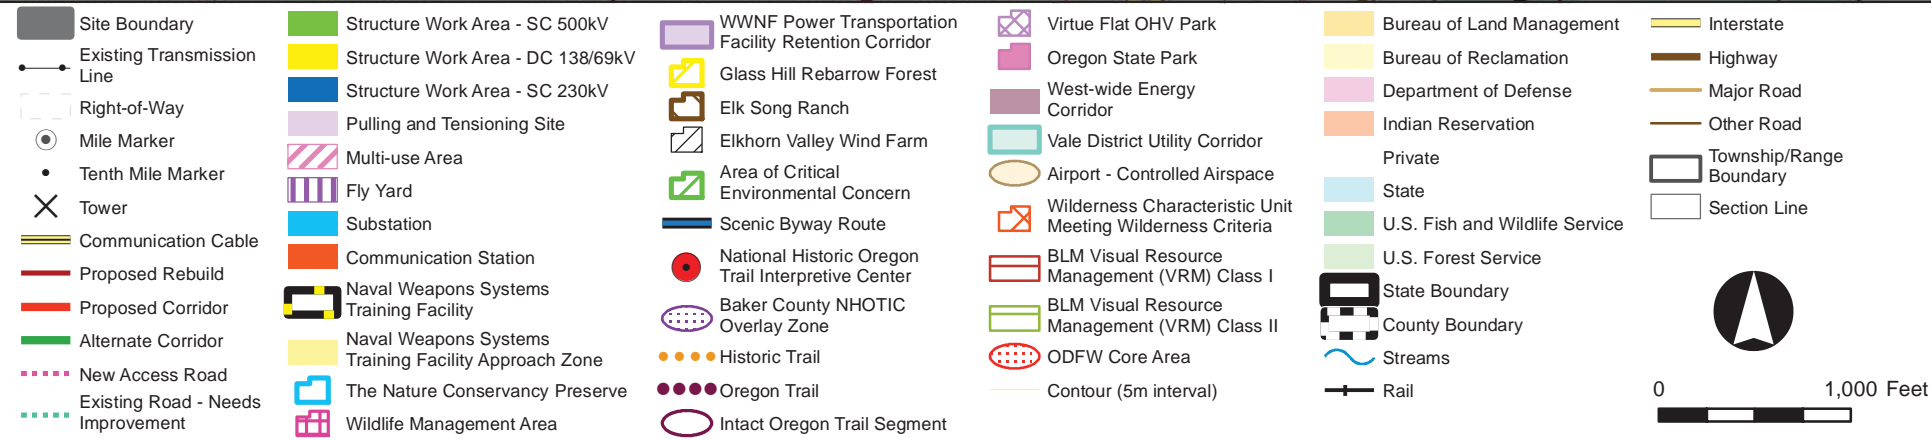 Site Boundary
Existing Transmission
Line
Right-of-Way
Mile Marker
Tenth Mile Marker
Tower
Communication Cable
Proposed Rebuild
Proposed Corridor
Alternate Corridor
New Access Road
Existing Road - Needs
Improvement
Structure Work Area - SC 500kV
Structure Work Area - DC 138/69kV
Structure Work Area - SC 230kV
Pulling and Tensioning Site
Multi-use Area
Fly Yard
Substation
Communication Station
Naval Weapons Systems
Training Facility
Naval Weapons Systems
Training Facility Approach Zone
The Nature Conservancy Preserve
Wildlife Management Area
WWNF Power Transportation
Facility Retention Corridor
Glass Hill Rebarrow Forest
Elk Song Ranch
Elkhorn Valley Wind Farm
Area of Critical
Environmental Concern
Scenic Byway Route
National Historic Oregon
Trail Interpretive Center
Baker County NHOTIC
Overlay Zone
Historic Trail
Oregon Trail
Intact Oregon Trail Segment
Virtue Flat OHV Park
Oregon State Park
West-wide Energy
Corridor
Vale District Utility Corridor
Airport - Controlled Airspace
Wilderness Characteristic Unit
Meeting Wilderness Criteria
BLM Visual Resource
Management (VRM) Class I
BLM Visual Resource
Management (VRM) Class II
ODFW Core Area
Contour (5m interval)
Bureau of Land Management
Bureau of Reclamation
Department of Defense
Indian Reservation
Private
State
U.S. Fish and Wildlife Service
U.S. Forest Service
State Boundary
County Boundary
Streams
Rail
Interstate
Highway
Major Road
Other Road
Township/Range
Boundary
Section Line
0 1,000 Feet